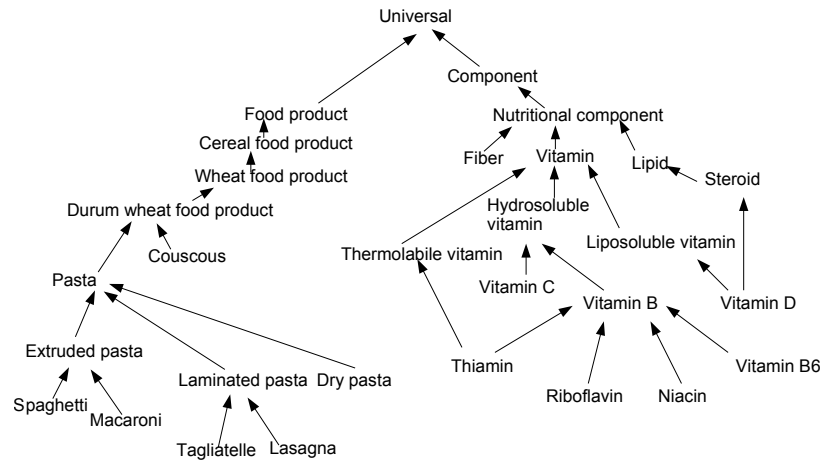 Universal
Component
Food product
Nutritional component
Cereal food product
Fiber
Vitamin
Lipid
Wheat food product
Steroid
Durum wheat food product
Hydrosoluble
vitamin
Couscous
Thermolabile vitamin
Liposoluble vitamin
Pasta
Vitamin C
Vitamin B
Vitamin D
Extruded pasta
Laminated pasta
Dry pasta
Thiamin
Vitamin B6
Spaghetti
Macaroni
Riboflavin
Niacin
Tagliatelle
Lasagna